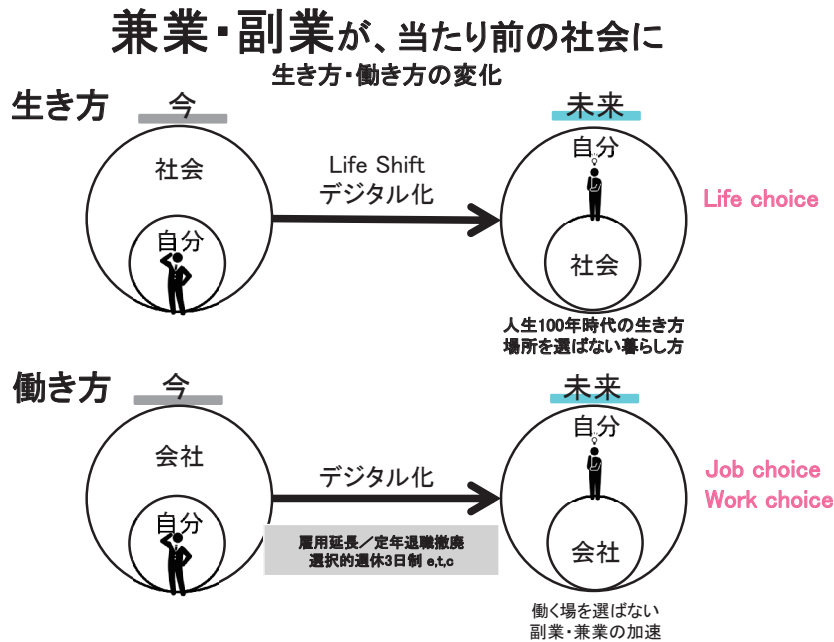 兼業・副業が、当たり前の社会に
生き方・働き方の変化
生き方
今
未来
社会
自分
Life Shift
デジタル化
自分
社会
Life choice
人生100年時代の生き方
場所を選ばない暮らし方
働き方
今
未来
会社
自分
デジタル化
雇用延長／定年退職撤廃
選択的週休3日制 e,t,c
自分
会社
Job choice
Work choice
働く場を選ばない
副業・兼業の加速